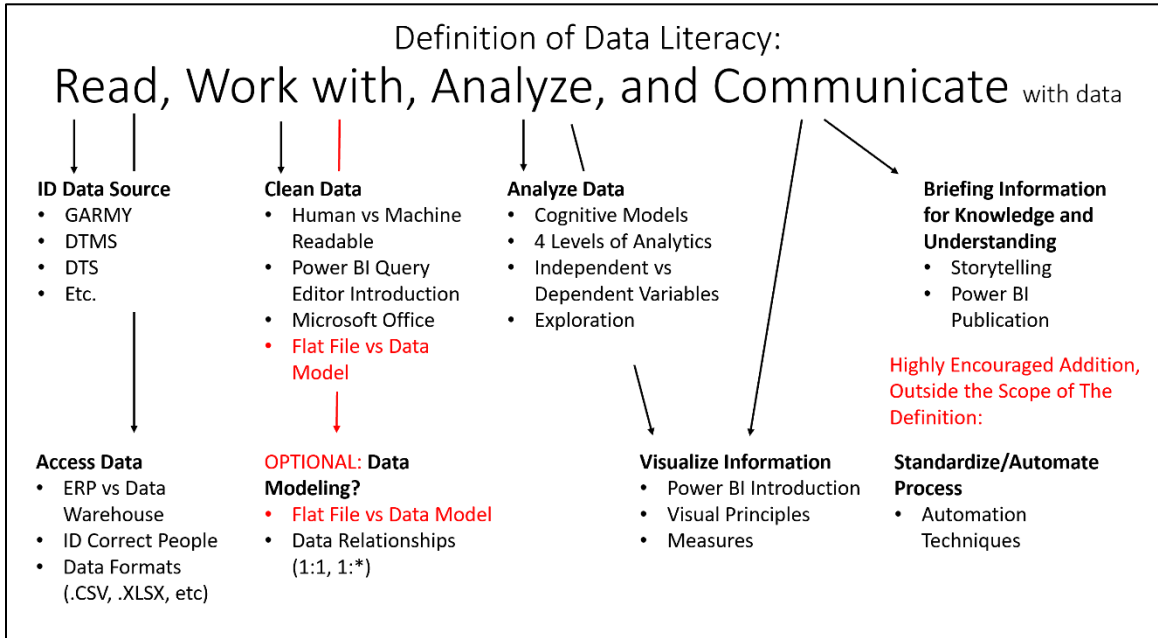 Definition of Data Literacy:
Read, Work with, Analyze, and Communicate with data
ID Data Source
• GARMY
• DTMS
• DTS
• Etc.
Clean Data
• Human vs Machine
Readable
• Power BI Query
Editor Introduction
• Microsoft Office
• Flat File vs Data
Model
Analyze Data
• Cognitive Models
• 4 Levels of Analytics
• Independent vs
Dependent Variables
• Exploration
Briefing Information
for Knowledge and
Understanding
• Storytelling
• Power BI
Publication
Highly Encouraged Addition,
Outside the Scope of The
Definition:
Access Data
• ERP vs Data
Warehouse
• ID Correct People
• Data Formats
(.CSV, .XLSX, etc)
OPTIONAL: Data
Modeling?
• Flat File vs Data Model
• Data Relationships
(1:1, 1:*)
Visualize Information
• Power BI Introduction
• Visual Principles
• Measures
Standardize/Automate
Process
• Automation
Techniques